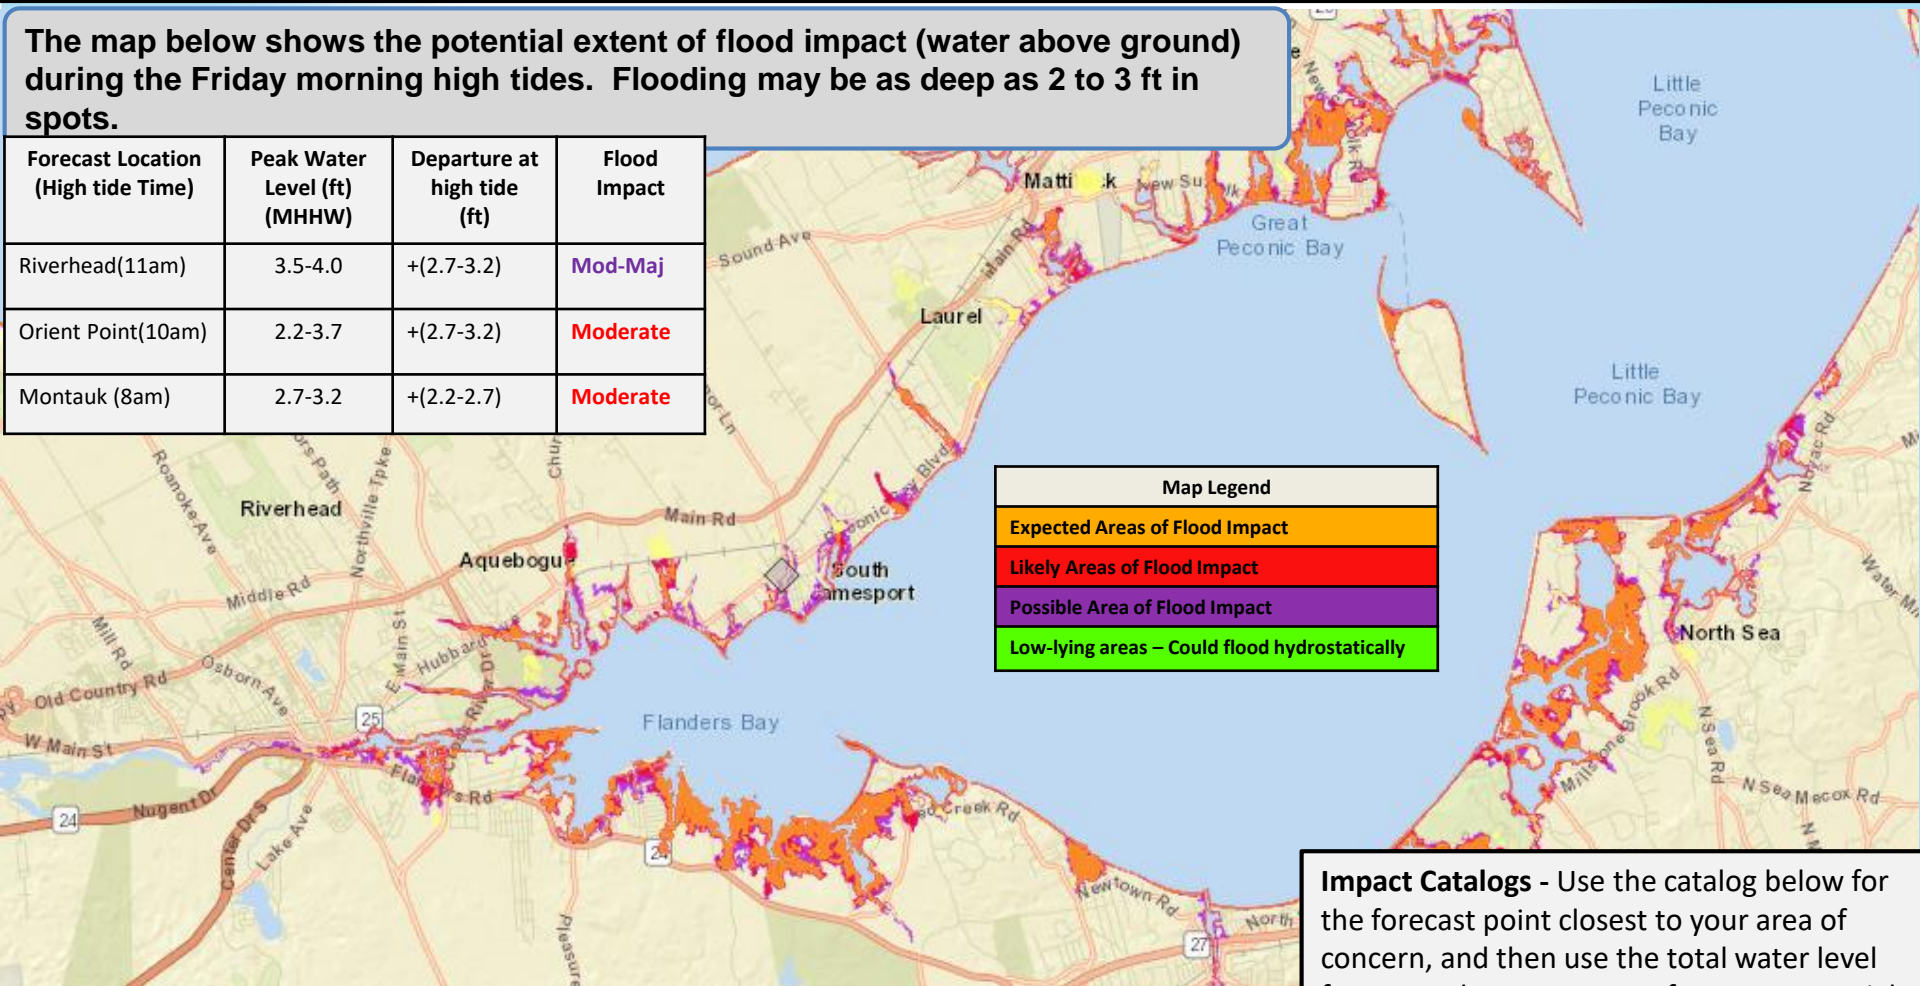 The map below shows the potential extent of flood impact (water above ground)
during the Friday morning high tides. Flooding may be as deep as 2 to 3 ft in
spots.
Forecast Location (High tide Time) Peak Water Level (ft) (MHHW) Departure at high tide (ft) Flood Impact
Riverhead(11am) 3.5-4.0 +(2.7-3.2) Mod-Maj
Orient Point(10am) 2.2-3.7 +(2.7-3.2) Moderate
Montauk (8am) 2.7-3.2 +(2.2-2.7) Moderate
Little
Peconic
Bay
Great
Peconic Bay
Sound Ave
Main Rd
Laurel
Little
Peconic Bay
Roanoke Ave
Northville Tpke
Riverhead
Main Rd
Aquebogue
South
Middle Rd
Mill Rd
Osborn Ave
E Main St
Hubbard Ave
Old Country Rd
25
W Main St
Flanders Bay
Nugent Dr
24
Center Dr S
Lake Ave
24
Newtown Rd
North
27
Map Legend
Expected Areas of Flood Impact
Likely Areas of Flood Impact
Possible Area of Flood Impact
Low-lying areas – Could flood hydrostatically
Noyac Rd
North Sea
N Sea Rd
N Sea Mecox Rd
Impact Catalogs - Use the catalog below for
the forecast point closest to your area of
concern, and then use the total water level